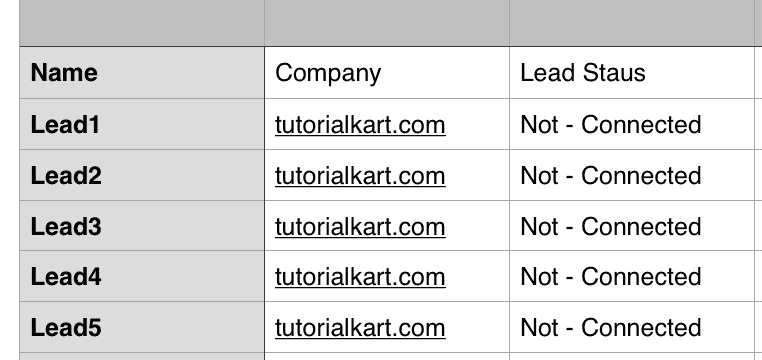 Name Company Lead Staus
Lead1 tutorialkart.com Not - Connected
Lead2 tutorialkart.com Not - Connected
Lead3 tutorialkart.com Not - Connected
Lead4 tutorialkart.com Not - Connected
Lead5 tutorialkart.com Not - Connected